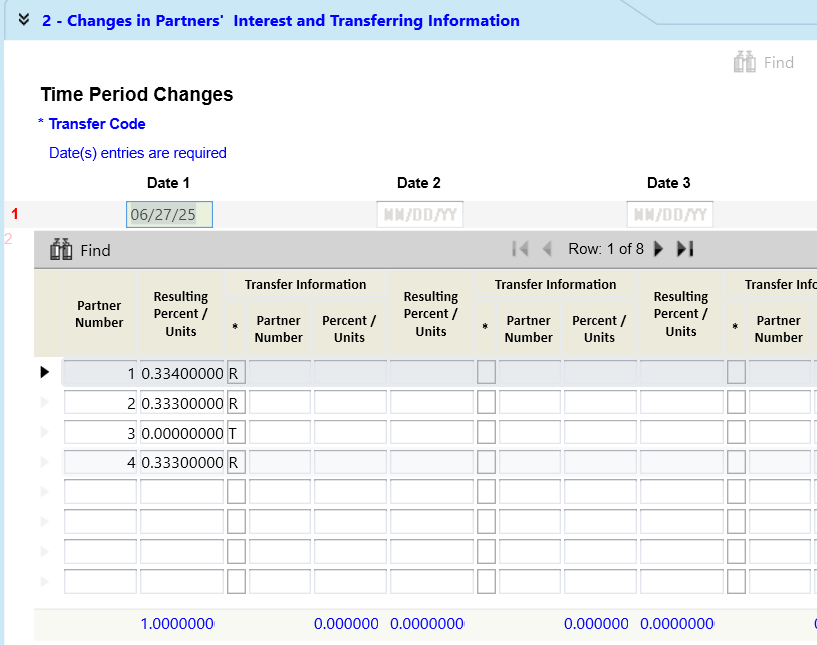 2 - Changes in Partners' Interest and Transferring Information
Find
Time Period Changes
* Transfer Code
Date(s) entries are required
Date 1 Date 2 Date 3
1 06/27/25 MM/DD/YY MM/DD/YY
2
Find Row: 1 of 8
Transfer Information Transfer Information Transfer Info
Partner Number Resulting Percent / Units * Partner Number Percent / Units Resulting Percent / Units * Partner Number Percent / Units Resulting Percent / Units * Partner Number
1 0.33400000 R
2 0.33300000 R
3 0.00000000 T
4 0.33300000 R
1.0000000 0.000000 0.0000000 0.000000 0.0000000